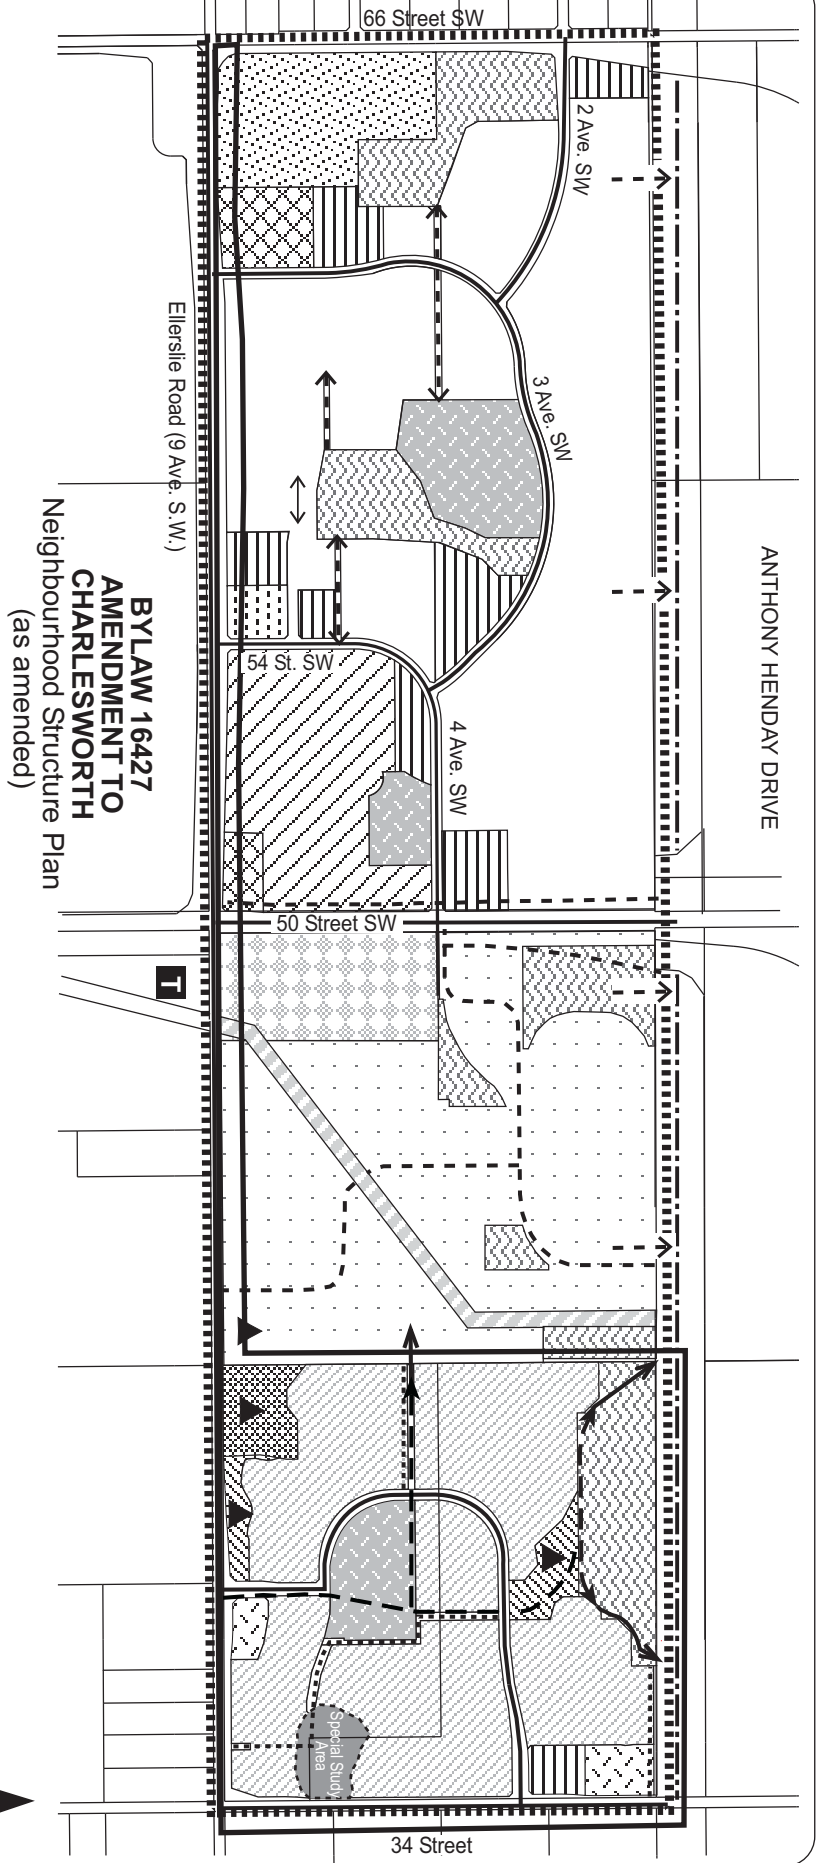 66 Street SW
2 Ave. SW
3 Ave. SW
Ellerslie Road (9 Ave. S.W.)
ANTHONY HENDAY DRIVE
54 St. SW
4 Ave. SW
50 Street SW
T
BYLAW 16427
AMENDMENT TO
CHARLESWORTH
Neighbourhood Structure Plan
(as amended)
Special Study
Area
34 Street